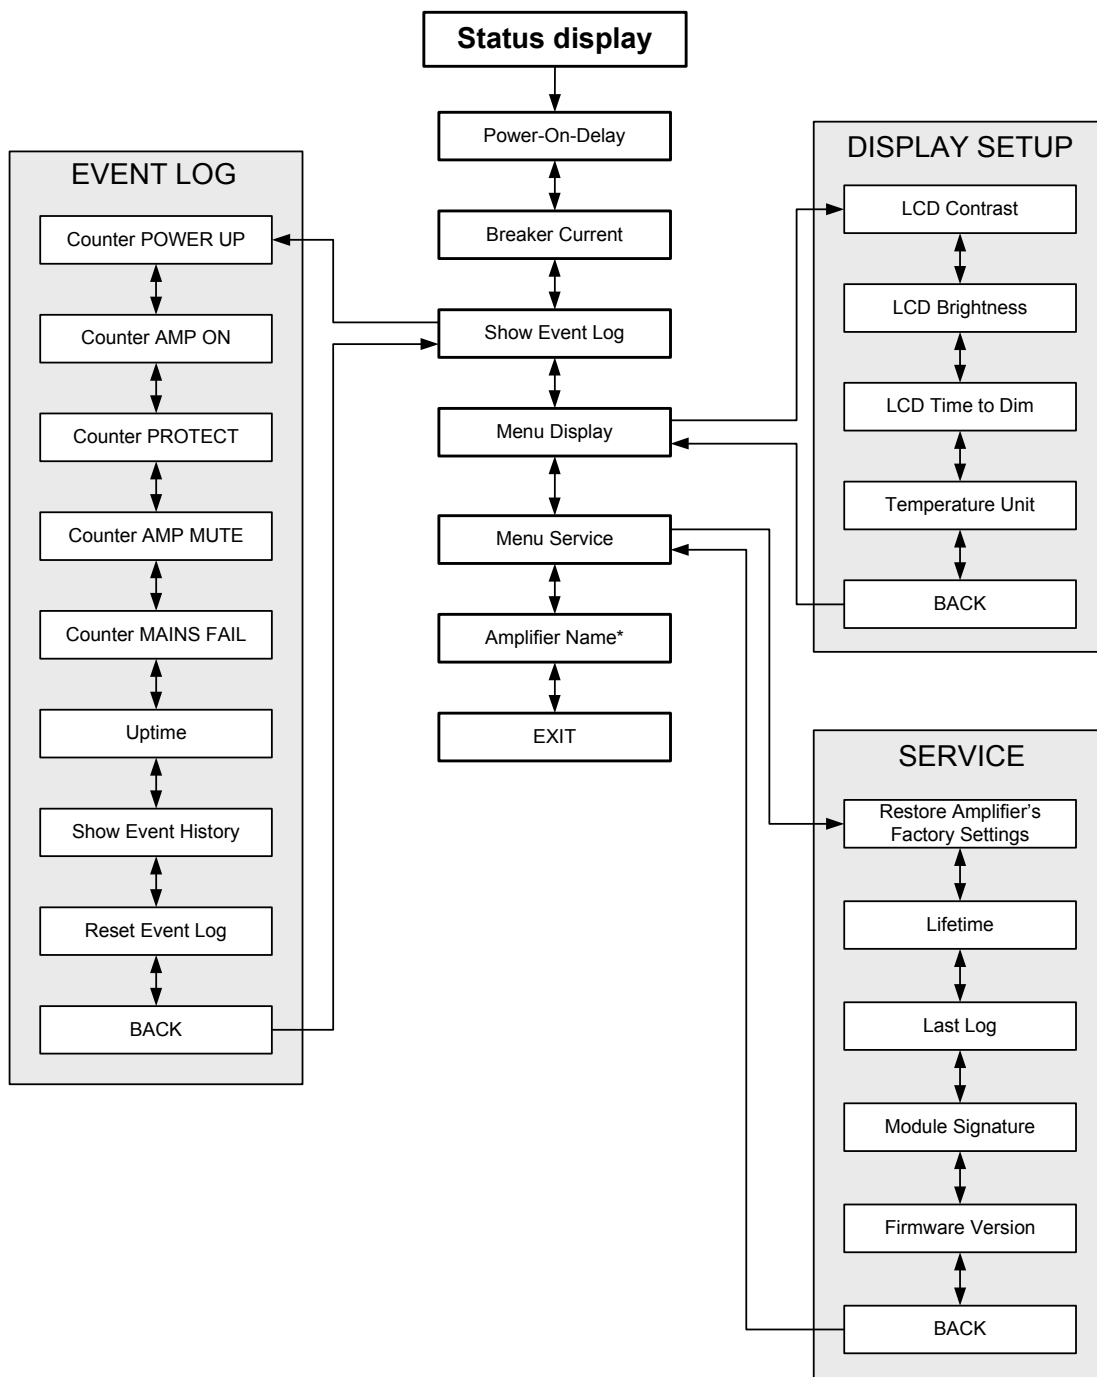 Status display
Power-On-Delay
Breaker Current
Show Event Log
Menu Display
Menu Service
Amplifier Name*
EXIT
EVENT LOG
Counter POWER UP
Counter AMP ON
Counter PROTECT
Counter AMP MUTE
Counter MAINS FAIL
Uptime
Show Event History
Reset Event Log
BACK
DISPLAY SETUP
LCD Contrast
LCD Brightness
LCD Time to Dim
Temperature Unit
BACK
SERVICE
Restore Amplifier’s
Factory Settings
Lifetime
Last Log
Module Signature
Firmware Version
BACK